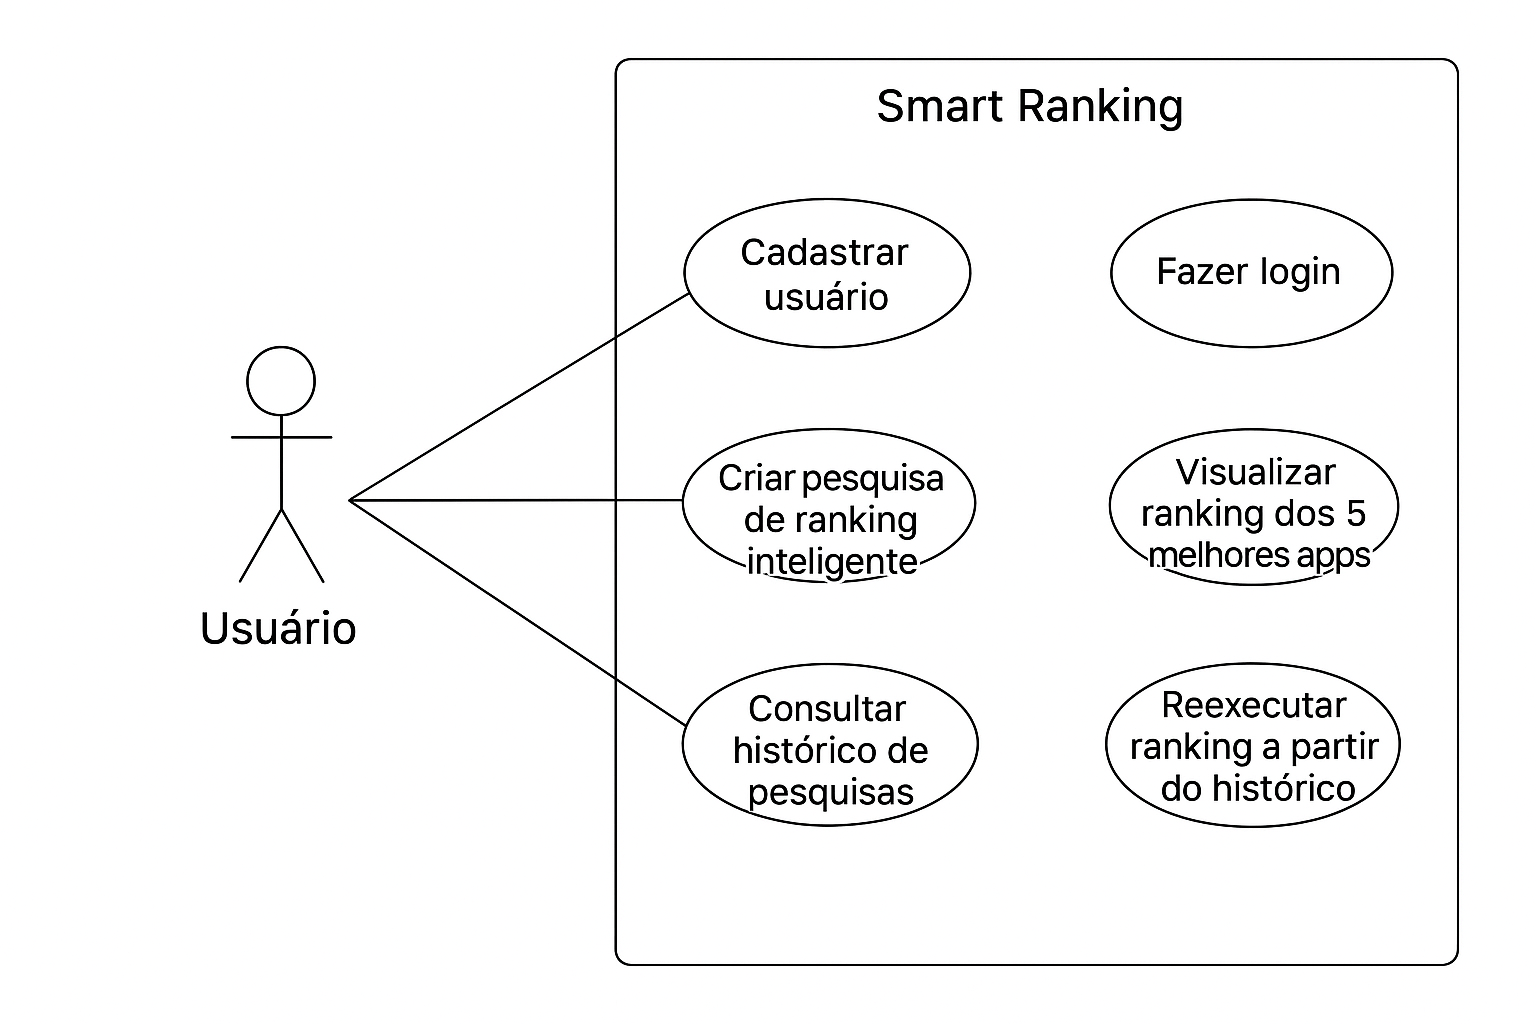 Smart Ranking
Cadastrar
usuário
Fazer login
Criar pesquisa
de ranking
inteligente
Visualizar
ranking dos 5
melhores apps
Usuário
Consultar
histórico de
pesquisas
Reexecutar
ranking a partir
do histórico